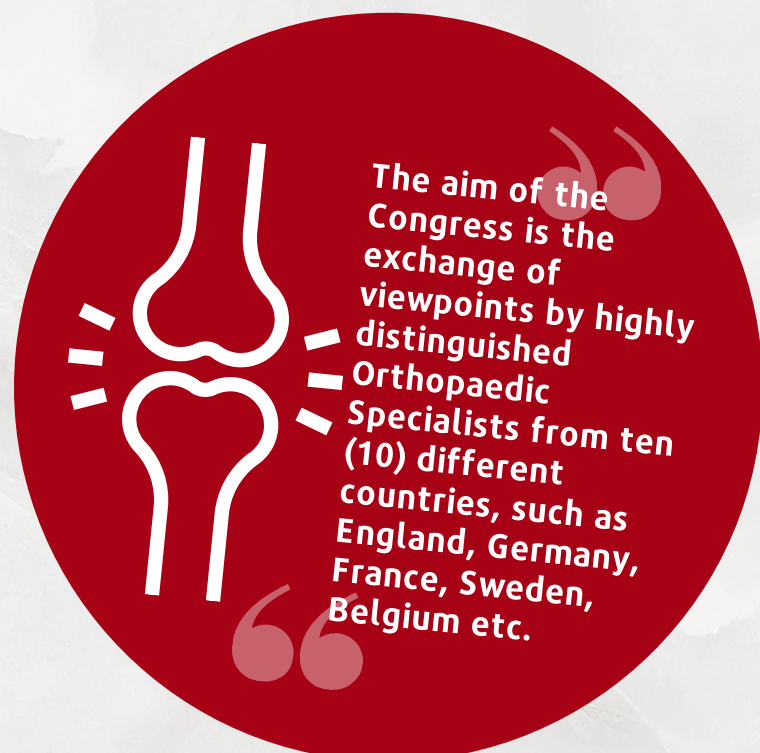 The aim of the
Congress is the
exchange of
viewpoints by highly
distinguished
Orthopaedic
Specialists from ten
(10) different
countries, such as
England, Germany,
France, Sweden,
Belgium etc.